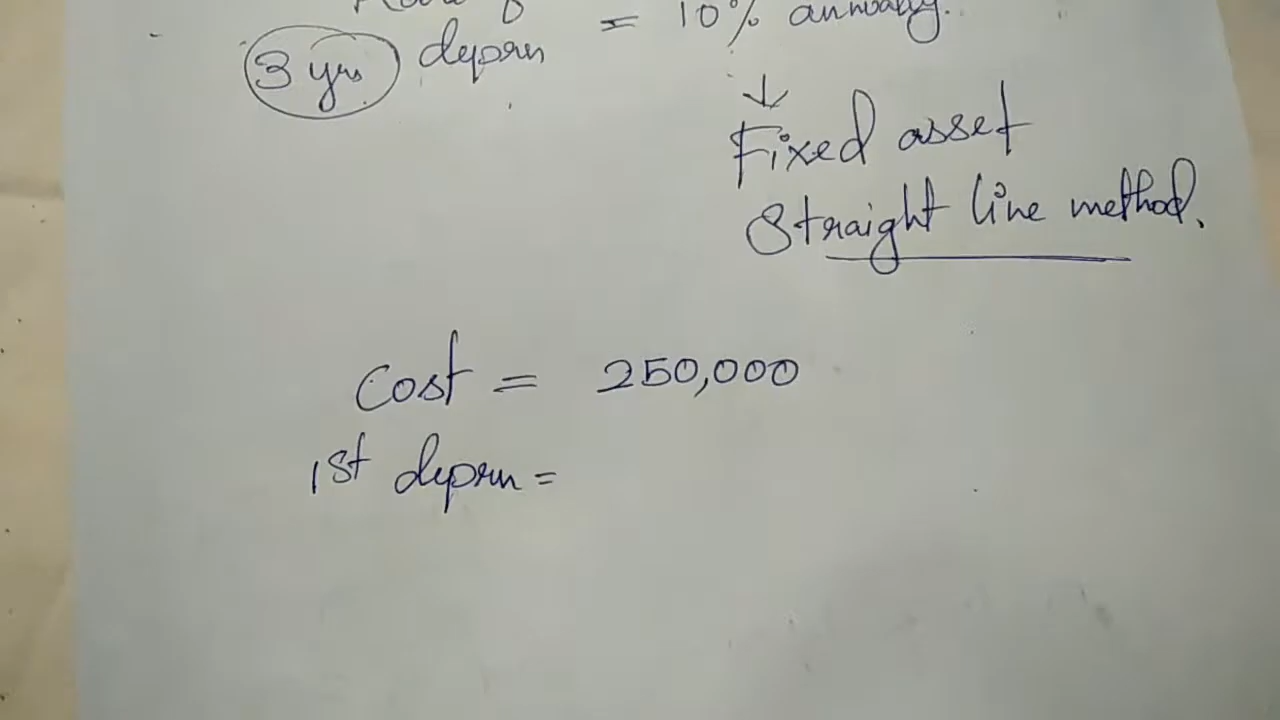 = 10% annually.
3 yrs deprn
↓
Fixed asset
Straight line method.
Cost = 250,000
1st deprn =